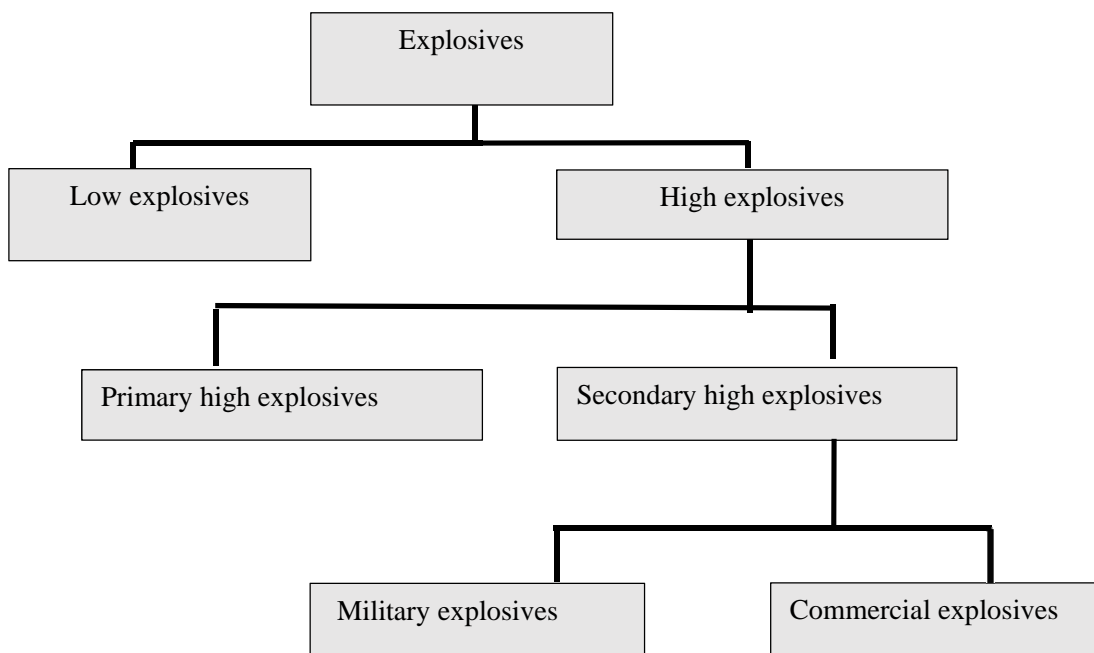 Explosives
Low explosives
High explosives
Primary high explosives
Secondary high explosives
Military explosives
Commercial explosives